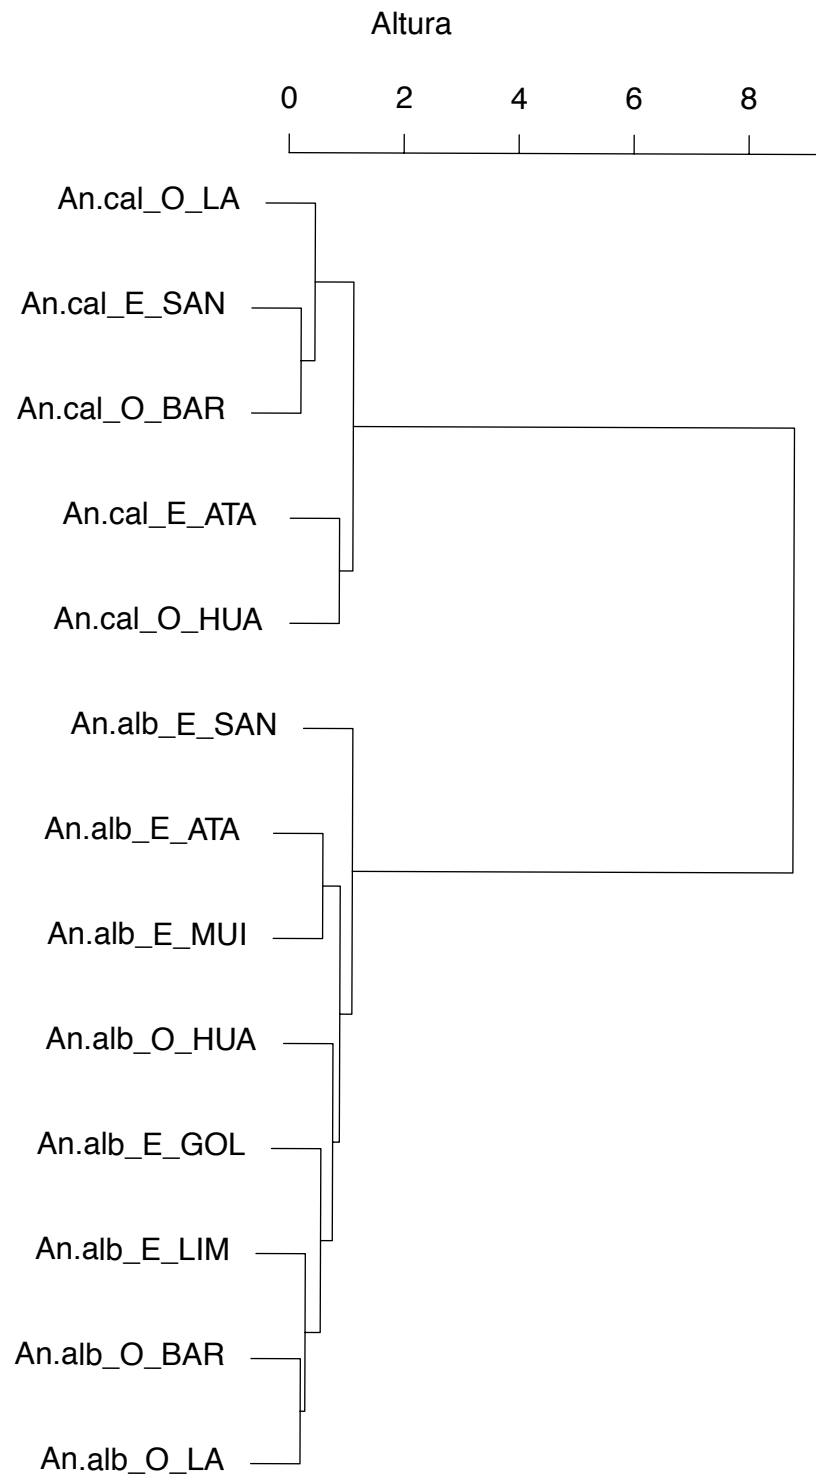 Altura
0 2 4 6 8
An.cal_O_LA
An.cal_E_SAN
An.cal_O_BAR
An.cal_E_ATA
An.cal_O_HUA
An.alb_E_SAN
An.alb_E_ATA
An.alb_E_MUI
An.alb_O_HUA
An.alb_E_GOL
An.alb_E_LIM
An.alb_O_BAR
An.alb_O_LA